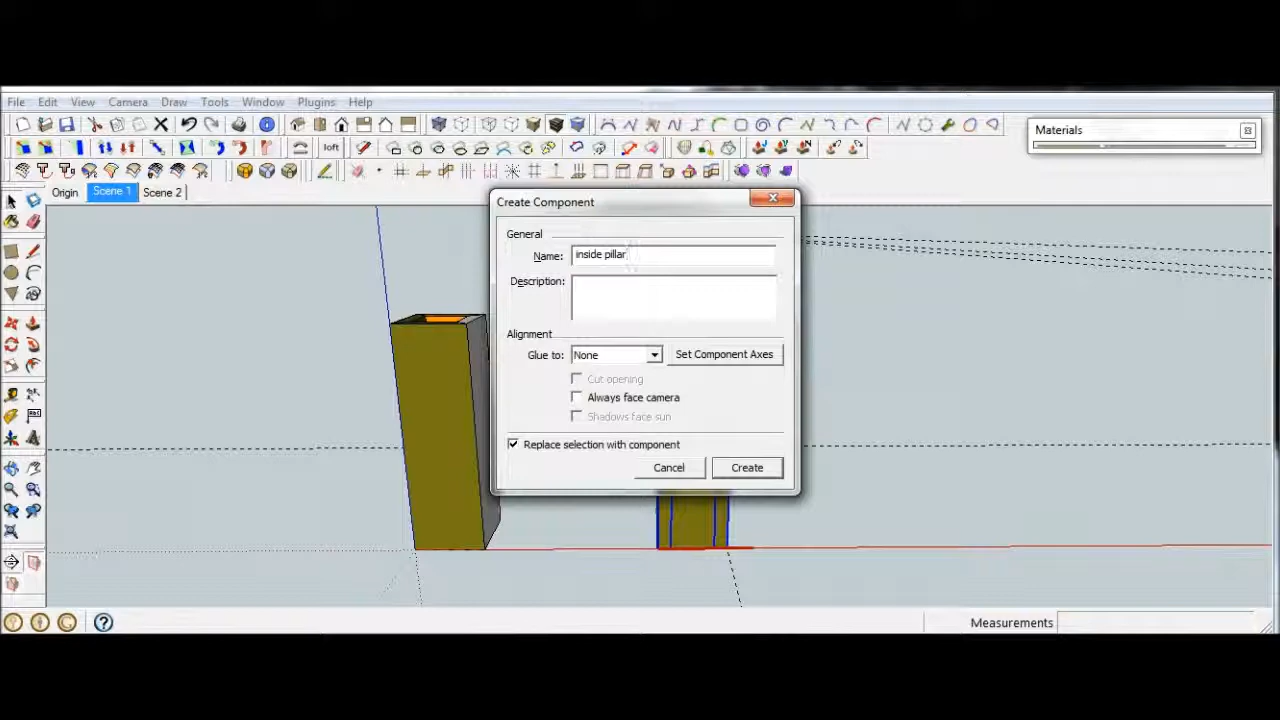 File Edit View Camera Draw Tools Window Plugins Help
Materials
loft
Origin Scene 1 Scene 2
Create Component
General
Name: inside pillar
Description:
Alignment
Glue to: None Set Component Axes
Cut opening
Always face camera
Shadows face sun
Replace selection with component
Cancel Create
Measurements